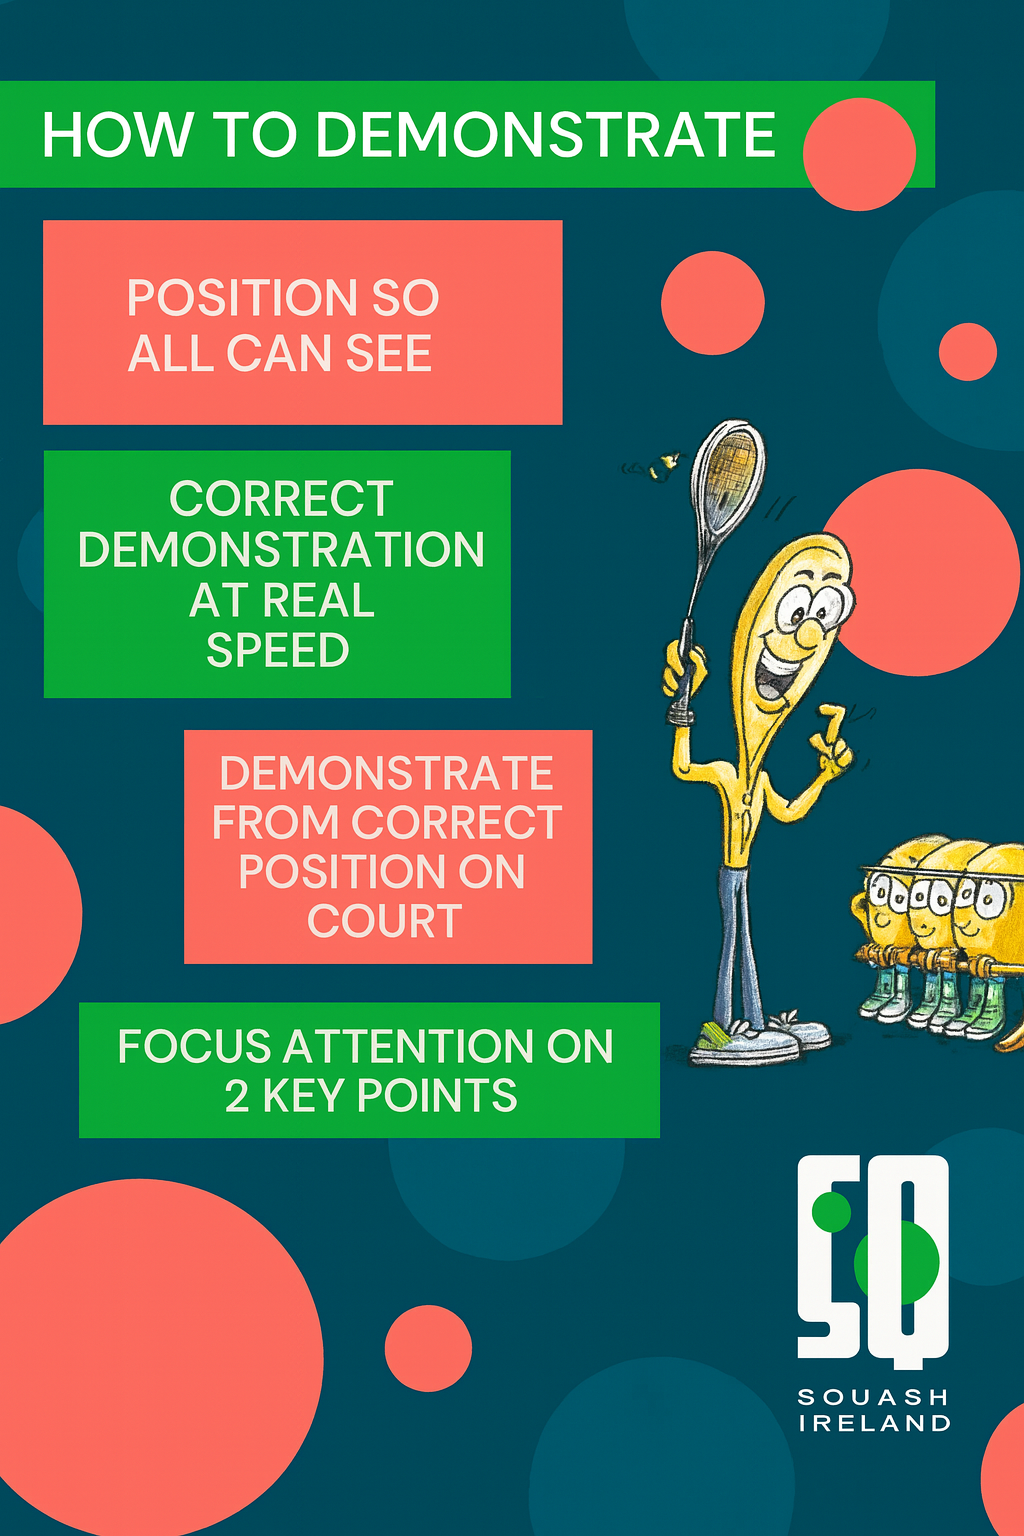 HOW TO DEMONSTRATE
POSITION SO
ALL CAN SEE
CORRECT
DEMONSTRATION
AT REAL
SPEED
DEMONSTRATE
FROM CORRECT
POSITION ON
COURT
FOCUS ATTENTION ON
2 KEY POINTS
SQ
SOUASH
IRELAND